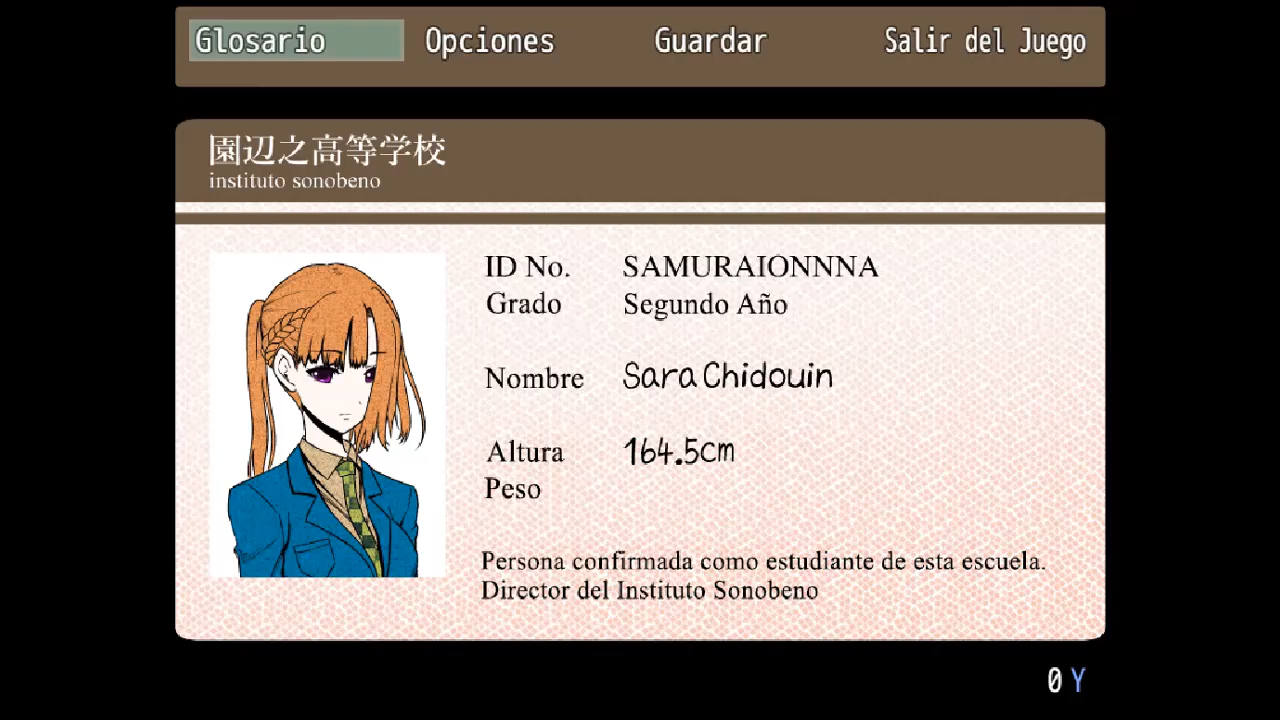 Glosario Opciones Guardar Salir del Juego
園辺之高等学校
instituto sonobeno
ID No. SAMURAIONNNA
Grado Segundo Año
Nombre Sara Chidouin
Altura 164.5cm
Peso
Persona confirmada como estudiante de esta escuela.
Director del Instituto Sonobeno
0 Y